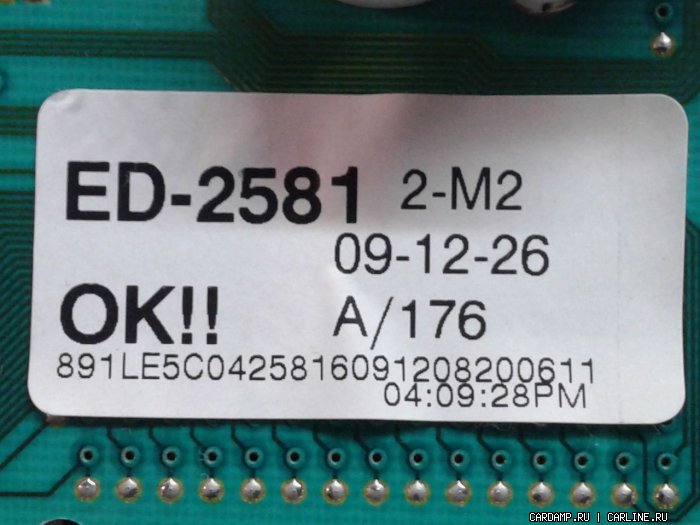 ED-2581 2-M2
09-12-26
OK!! A/176
891LE5C0425816091208200611
04:09:28PM
CARDAMP.RU | CARLINE.RU